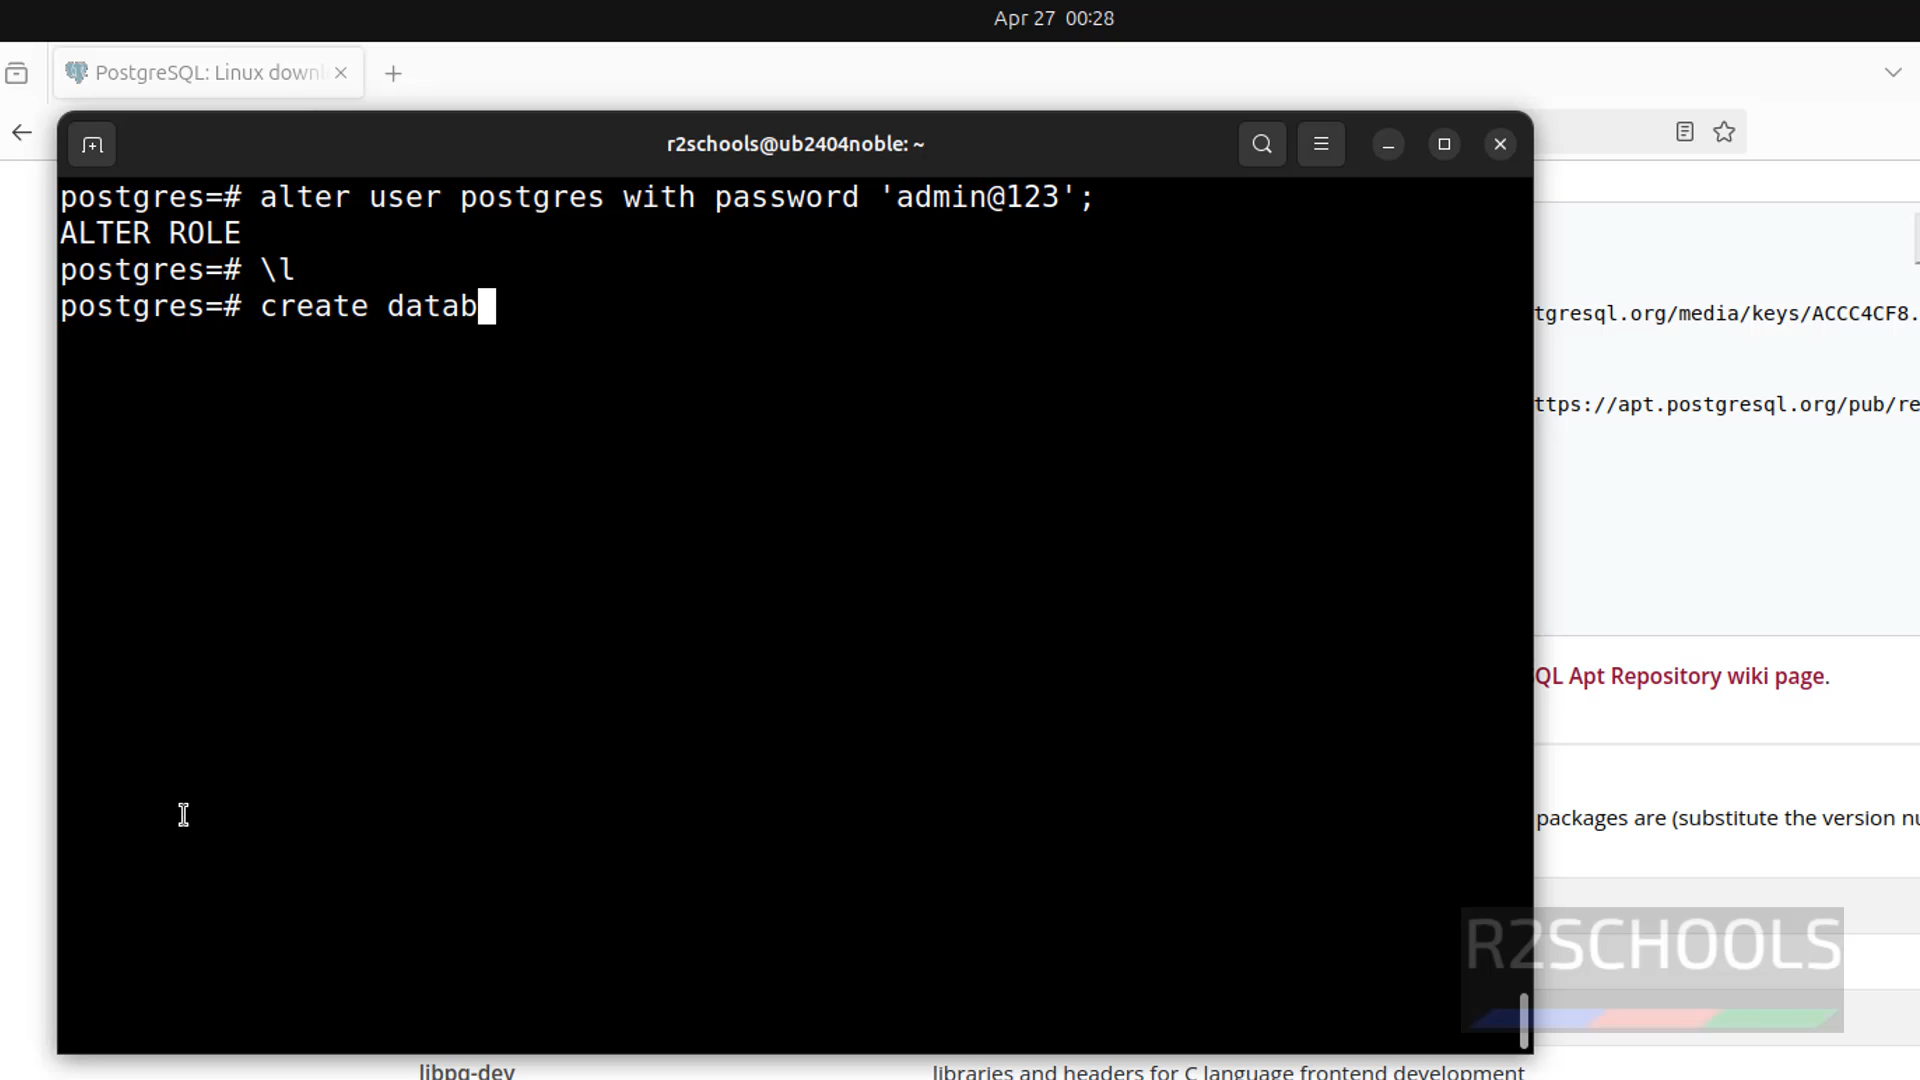 Apr 27 00:28
PostgreSQL: Linux downl
r2schools@ub2404noble: ~
postgres=# alter user postgres with password 'admin@123';
ALTER ROLE
postgres=# \l
postgres=# create datab
tgresql.org/media/keys/ACCC4CF8.
ttps://apt.postgresql.org/pub/re
QL Apt Repository wiki page.
packages are (substitute the version nu
R2SCHOOLS
libpq-dev
libraries and headers for C language frontend development